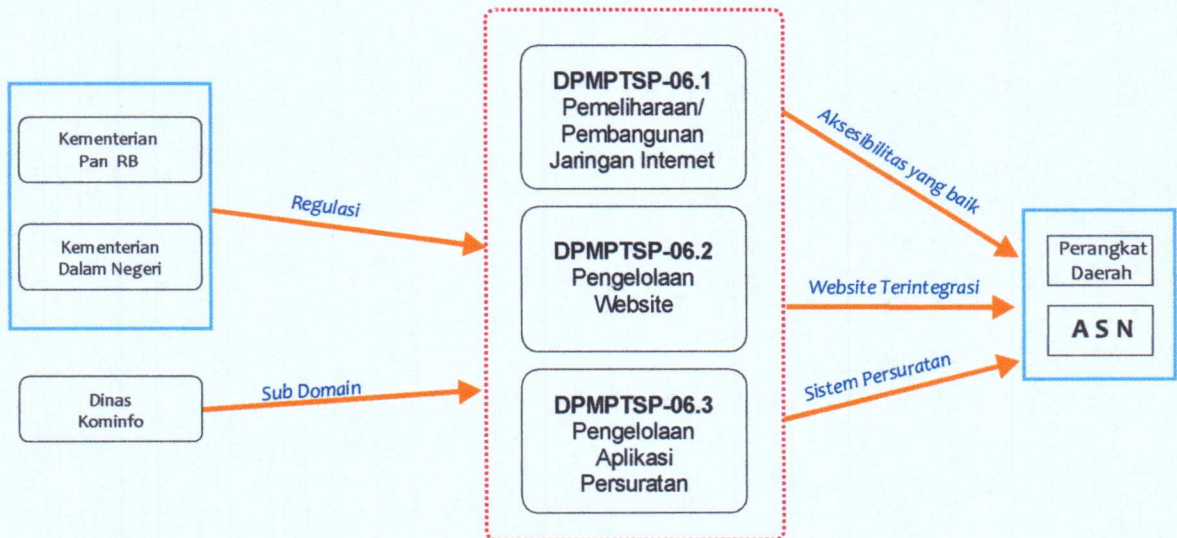 Kementerian
Pan RB
Kementerian
Dalam Negeri
Dinas
Kominfo
Regulasi
Sub Domain
DPMPTSP-06.1
Pemeliharaan/
Pembangunan
Jaringan Internet
DPMPTSP-06.2
Pengelolaan
Website
DPMPTSP-06.3
Pengelolaan
Aplikasi
Persuratan
Aksesibilitas yang baik
Website Terintegrasi
Sistem Persuratan
Perangkat
Daerah
A S N